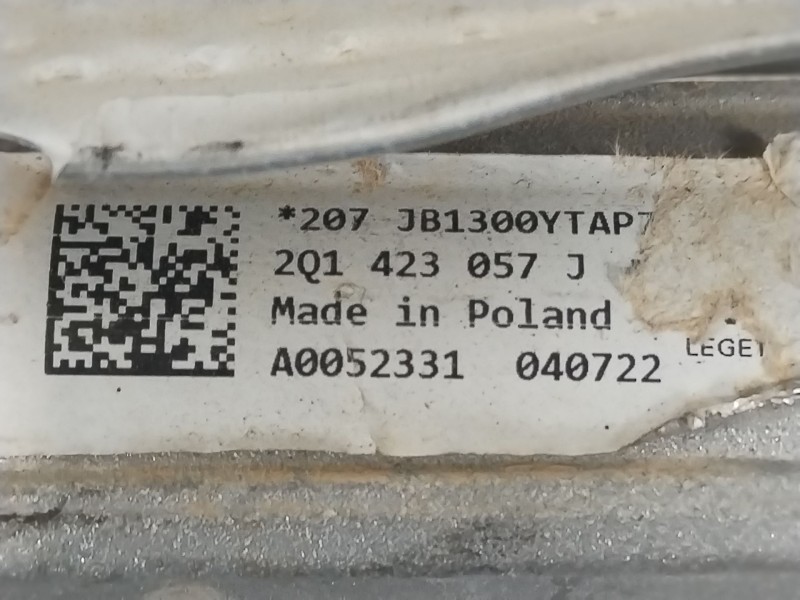 *207 JB1300YTAP7
2Q1 423 057 J
Made in Poland
LEGET
A0052331 040722